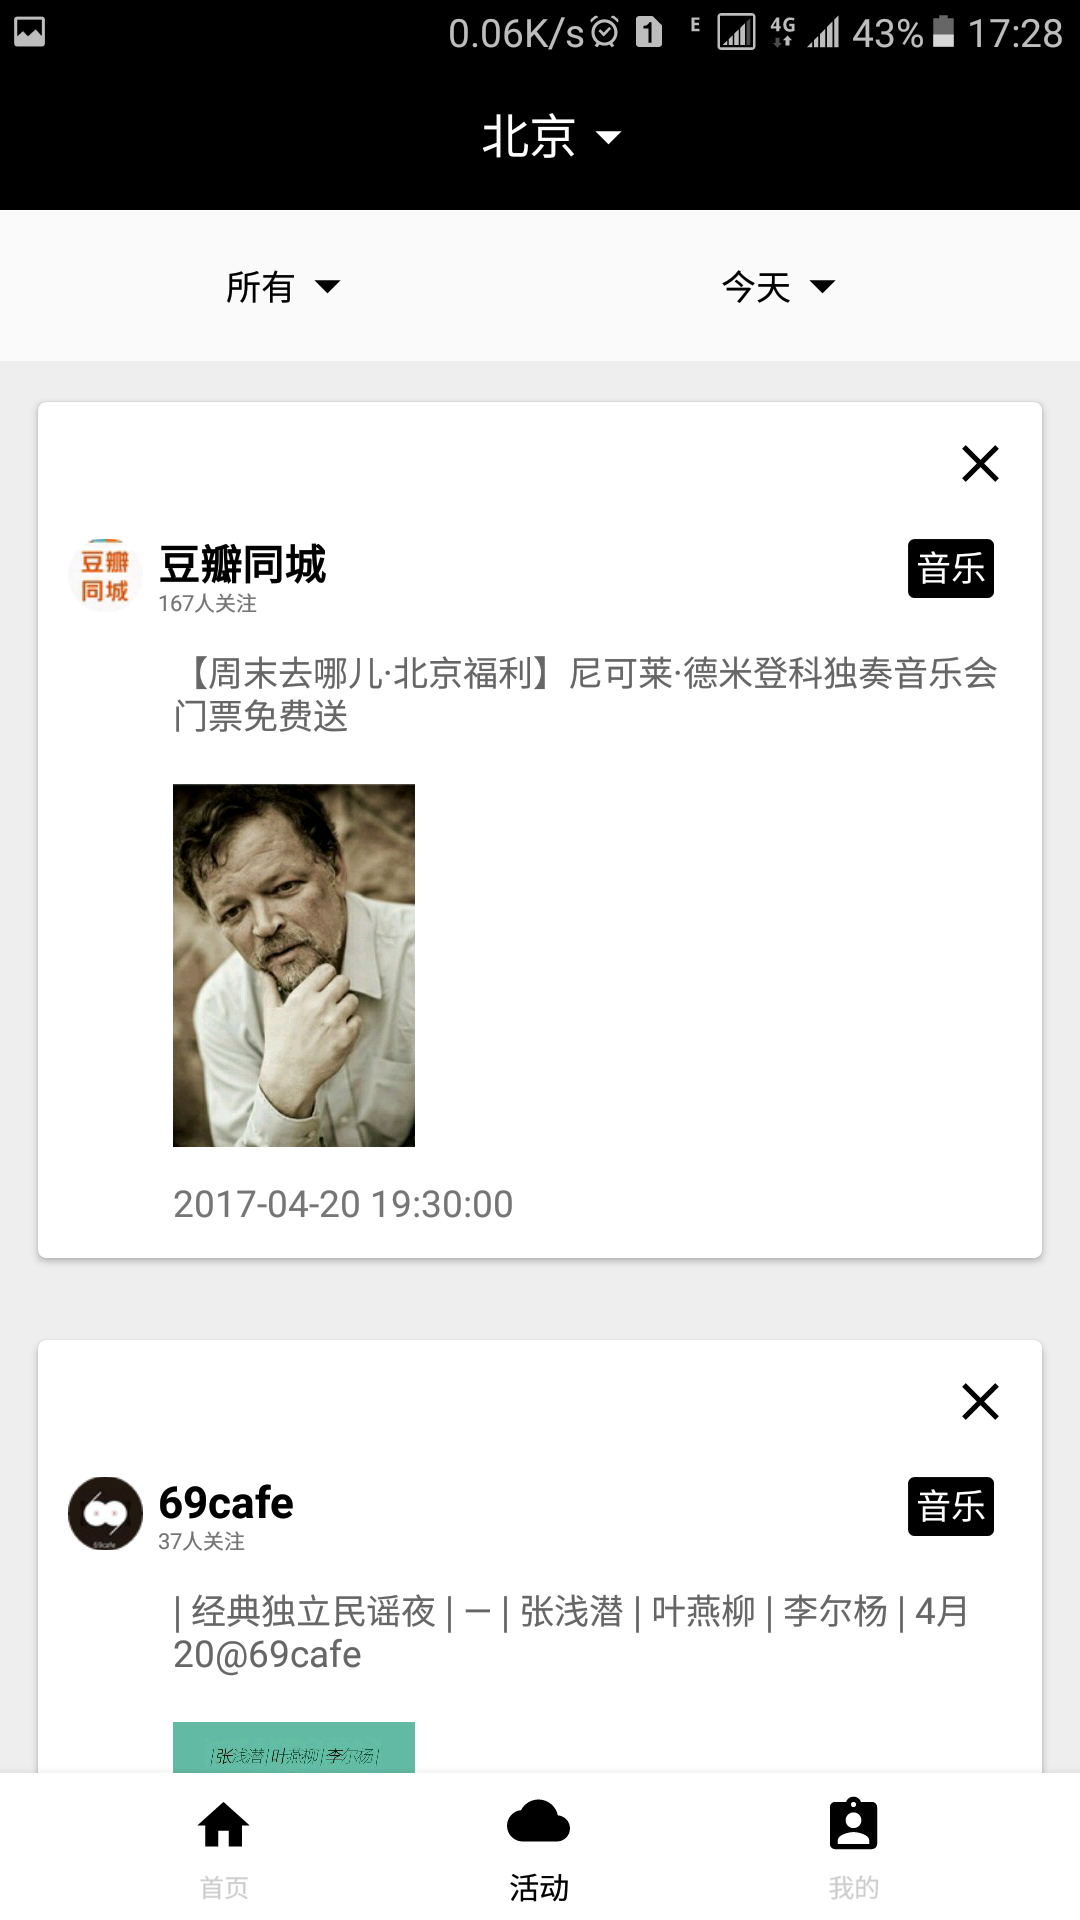 0.06K/s 1 E 4G 43% 17:28
北京
所有
今天
豆瓣同城
豆瓣同城
167人关注
音乐
【周末去哪儿·北京福利】尼可莱·德米登科独奏音乐会
门票免费送
2017-04-20 19:30:00
69cafe
69cafe
37人关注
音乐
| 经典独立民谣夜 | — | 张浅潜 | 叶燕柳 | 李尔杨 | 4月
20@69cafe
|张浅潜|叶燕柳|李尔杨|
首页
活动
我的